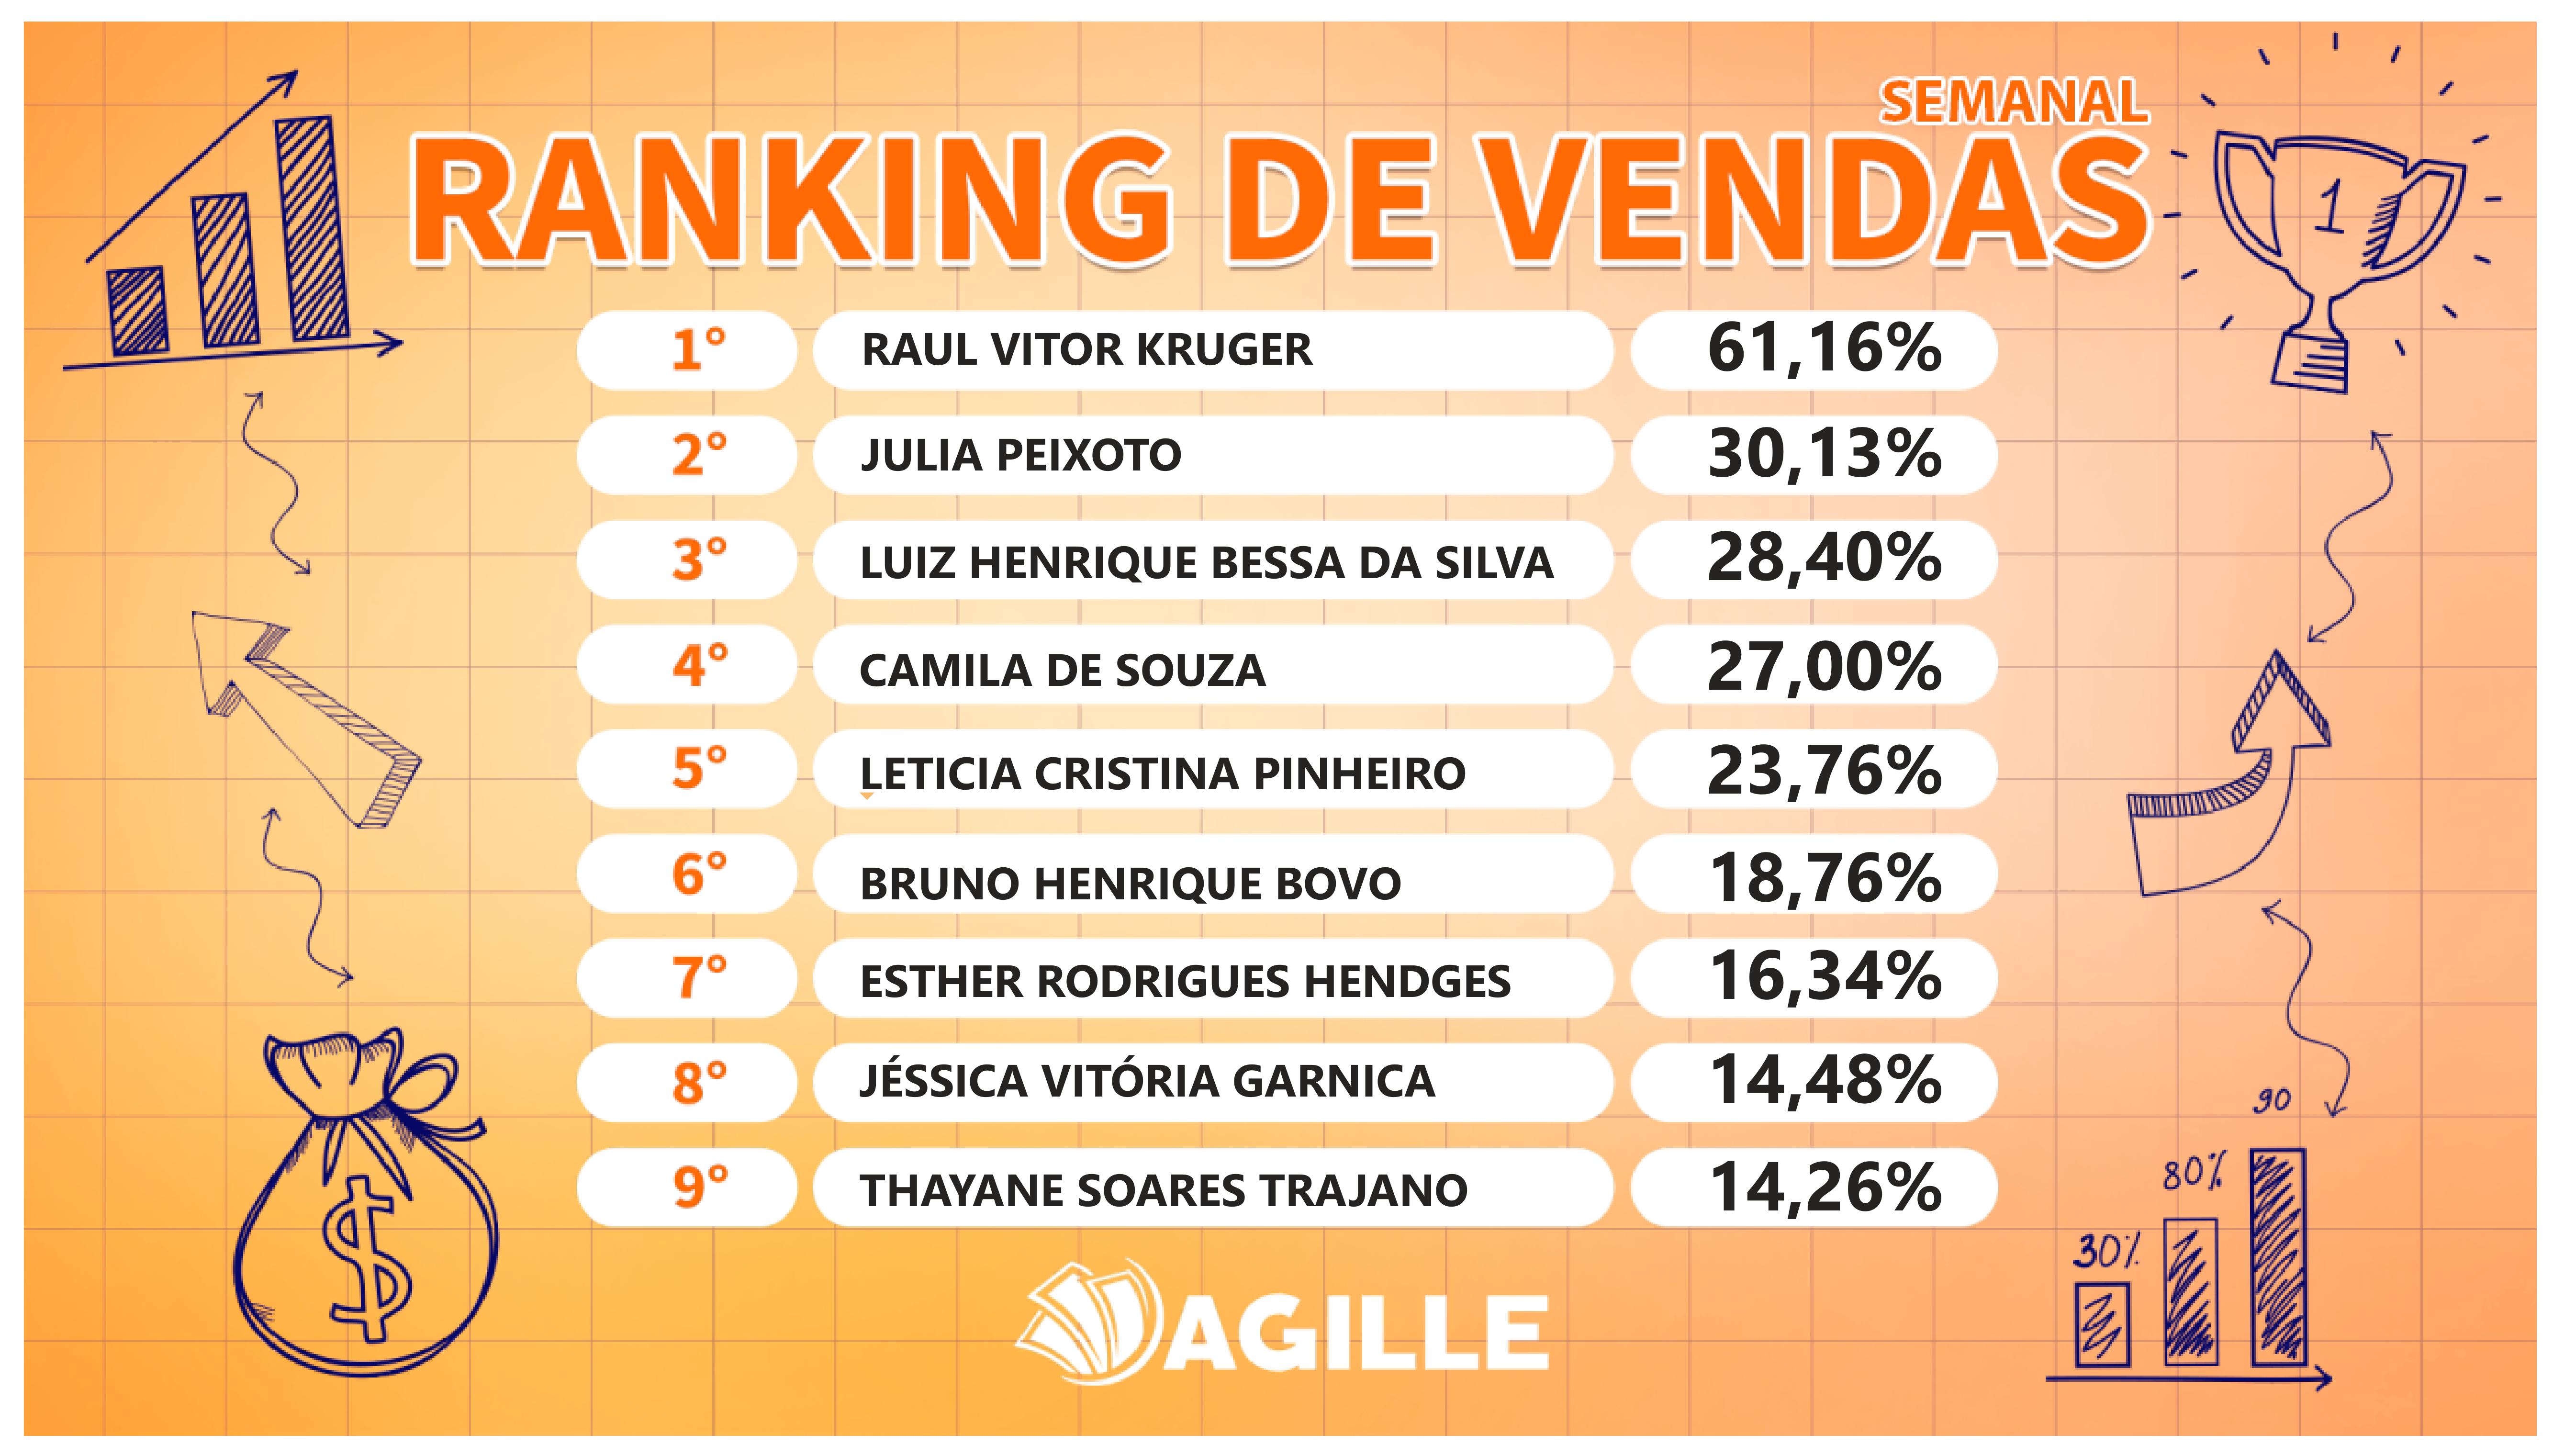 SEMANAL
RANKING DE VENDAS
1
1° RAUL VITOR KRUGER 61,16%
2° JULIA PEIXOTO 30,13%
3° LUIZ HENRIQUE BESSA DA SILVA 28,40%
4° CAMILA DE SOUZA 27,00%
5° LETICIA CRISTINA PINHEIRO 23,76%
6° BRUNO HENRIQUE BOVO 18,76%
7° ESTHER RODRIGUES HENDGES 16,34%
8° JÉSSICA VITÓRIA GARNICA 14,48%
9° THAYANE SOARES TRAJANO 14,26%
$
AGILLE
30%
80%
90